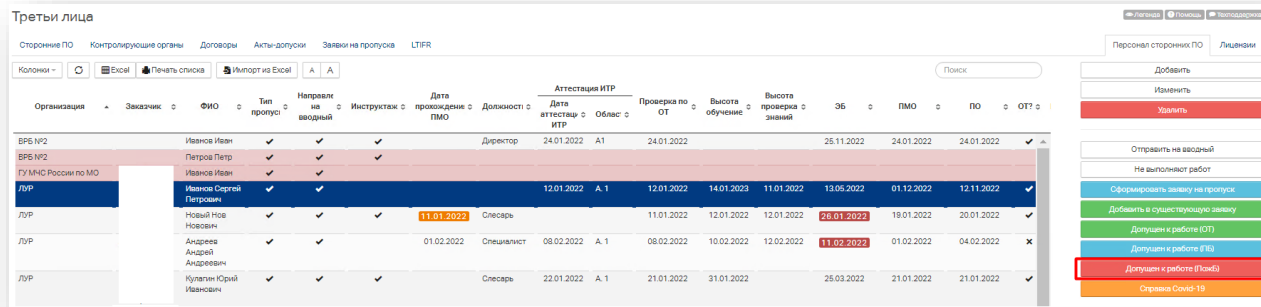 Третьи лица
Легенда Помощь Техподдержка
Сторонние ПО Контролирующие органы Договоры Акты-допуски Заявки на пропуска LTIFR Персонал сторонних ПО Лицензии
Колонки Excel Печать списка Импорт из Excel A A Поиск
Организация Заказчик ФИО Тип пропуск Направле на вводный Инструктаж Дата прохождение ПМО Должность Аттестация ИТР Дата аттестаци ИТР Област Проверка по ОТ Высота обучение Высота проверка знаний ЭБ ПМО ПО ОТ?
ВРБ №2 Иванов Иван Директор 24.01.2022 А1 24.01.2022 25.11.2022 24.01.2022 24.01.2022
ВРБ №2 Петров Петр
ГУ МЧС России по МО Иванов Иван
ЛУР Иванов Сергей Петрович 12.01.2022 А. 1 12.01.2022 14.01.2023 11.01.2022 13.05.2022 01.12.2022 12.11.2022
ЛУР Новый Нов Новович 11.01.2022 Слесарь 11.01.2022 12.01.2022 12.01.2022 26.01.2022 19.01.2022 20.01.2022
ЛУР Андреев Андрей Андреевич 01.02.2022 Специалист 08.02.2022 А. 1 08.02.2022 10.02.2022 12.02.2022 11.02.2022 01.02.2022 04.02.2022
ЛУР Кулагин Юрий Иванович Слесарь 22.01.2022 А. 1 21.01.2022 31.01.2022 25.03.2022 21.01.2022 21.01.2022
Добавить
Изменить
Удалить
Отправить на вводный
Не выполняют работ
Сформировать заявку на пропуск
Добавить в существующую заявку
Допущен к работе (ОТ)
Допущен к работе (ПБ)
Допущен к работе (ПожБ)
Справка Covid-19